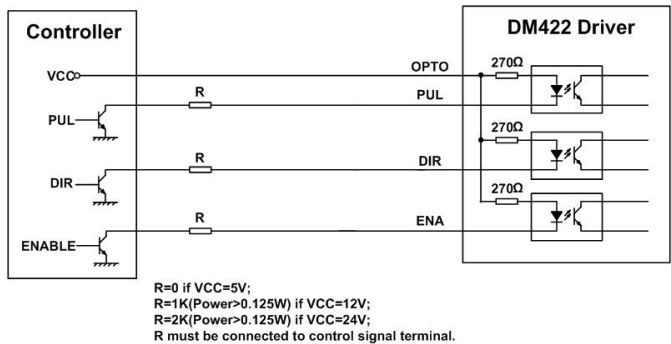 Controller
DM422 Driver
VCC
OPTO
270Ω
R
PUL
PUL
270Ω
R
DIR
DIR
270Ω
R
ENA
ENABLE
R=0 if VCC=5V;
R=1K(Power>0.125W) if VCC=12V;
R=2K(Power>0.125W) if VCC=24V;
R must be connected to control signal terminal.